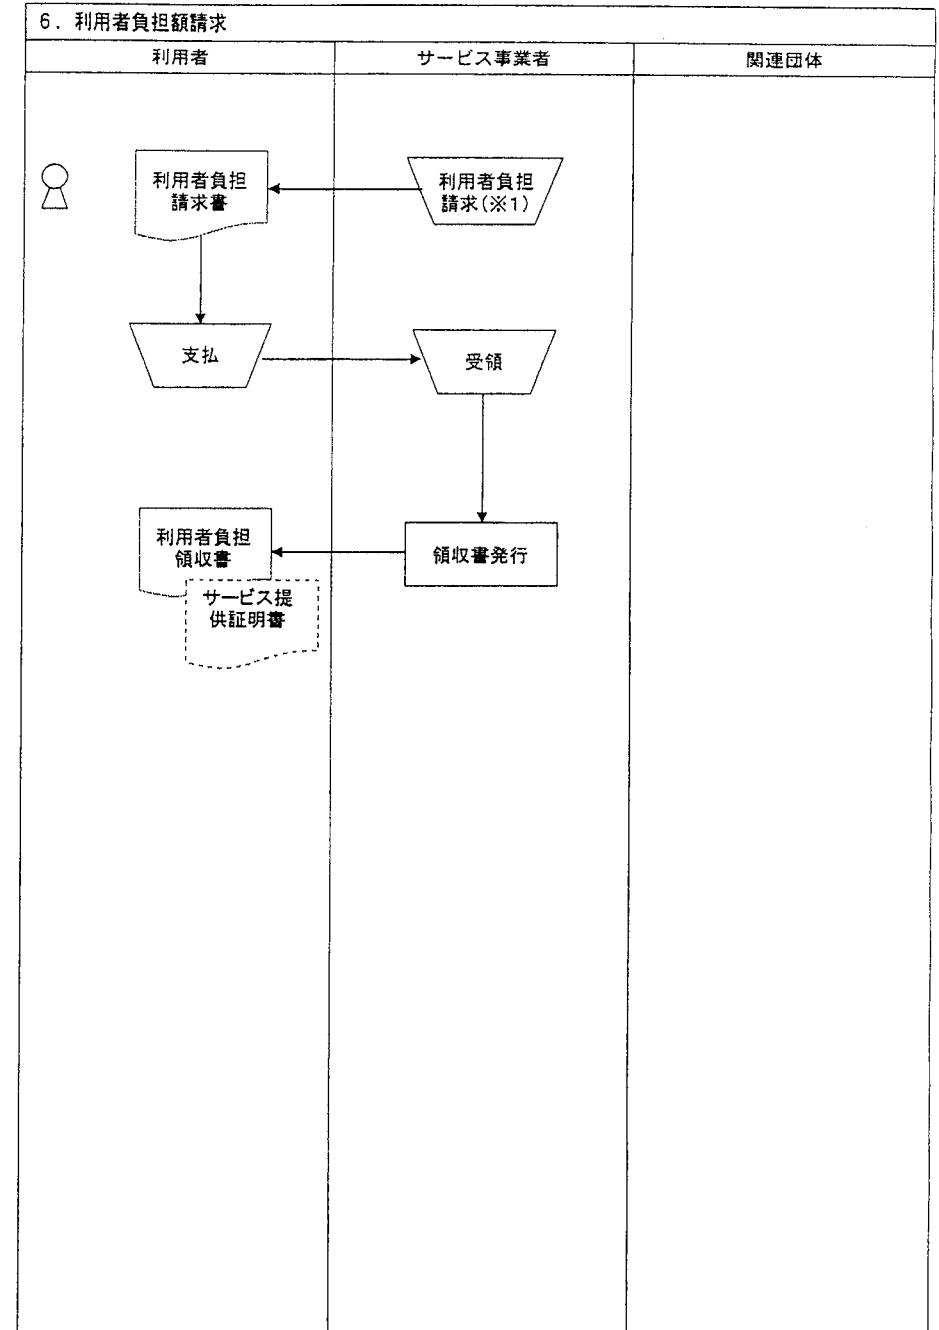 6．利用者負担額請求
利用者
サービス事業者
関連団体
利用者負担
請求書
利用者負担
請求(※1)
支払
受領
利用者負担
領収書
領収書発行
サービス提
供証明書